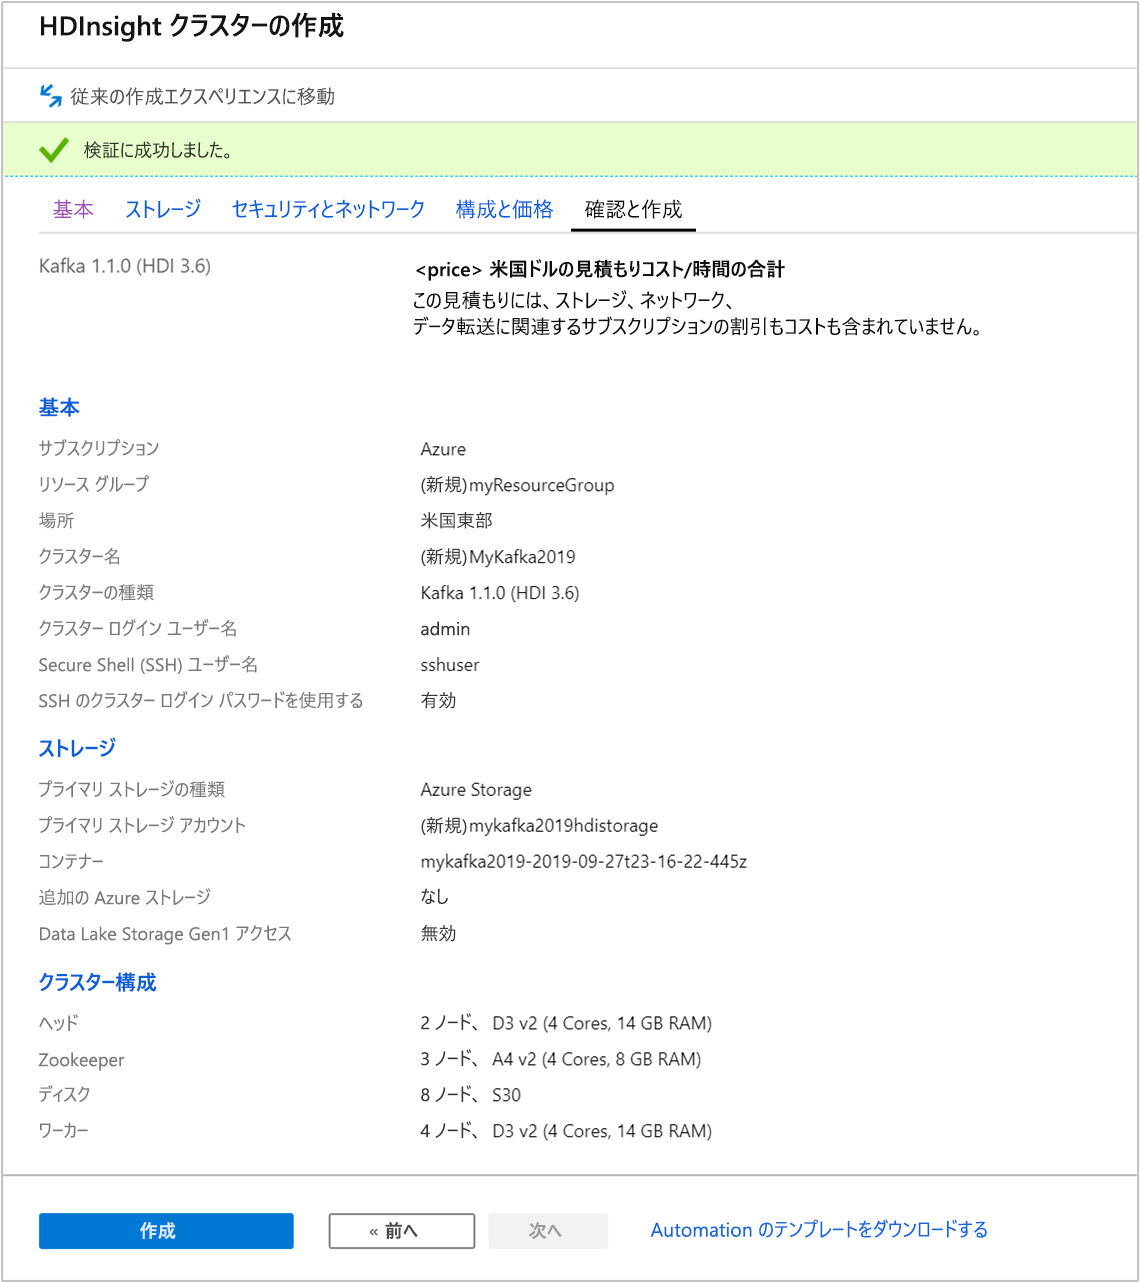 HDInsight クラスターの作成
従来の作成エクスペリエンスに移動
検証に成功しました。
基本 ストレージ セキュリティとネットワーク 構成と価格 確認と作成
Kafka 1.1.0 (HDI 3.6)
<price> 米国ドルの見積もりコスト/時間の合計
この見積もりには、ストレージ、ネットワーク、
データ転送に関連するサブスクリプションの割引もコストも含まれていません。
基本
サブスクリプション Azure
リソース グループ (新規)myResourceGroup
場所 米国東部
クラスター名 (新規)MyKafka2019
クラスターの種類 Kafka 1.1.0 (HDI 3.6)
クラスター ログイン ユーザー名 admin
Secure Shell (SSH) ユーザー名 sshuser
SSH のクラスター ログイン パスワードを使用する 有効
ストレージ
プライマリ ストレージの種類 Azure Storage
プライマリ ストレージ アカウント (新規)mykafka2019hdistorage
コンテナー mykafka2019-2019-09-27t23-16-22-445z
追加の Azure ストレージ なし
Data Lake Storage Gen1 アクセス 無効
クラスター構成
ヘッド 2 ノード、 D3 v2 (4 Cores, 14 GB RAM)
Zookeeper 3 ノード、 A4 v2 (4 Cores, 8 GB RAM)
ディスク 8 ノード、 S30
ワーカー 4 ノード、 D3 v2 (4 Cores, 14 GB RAM)
作成 « 前へ 次へ Automation のテンプレートをダウンロードする